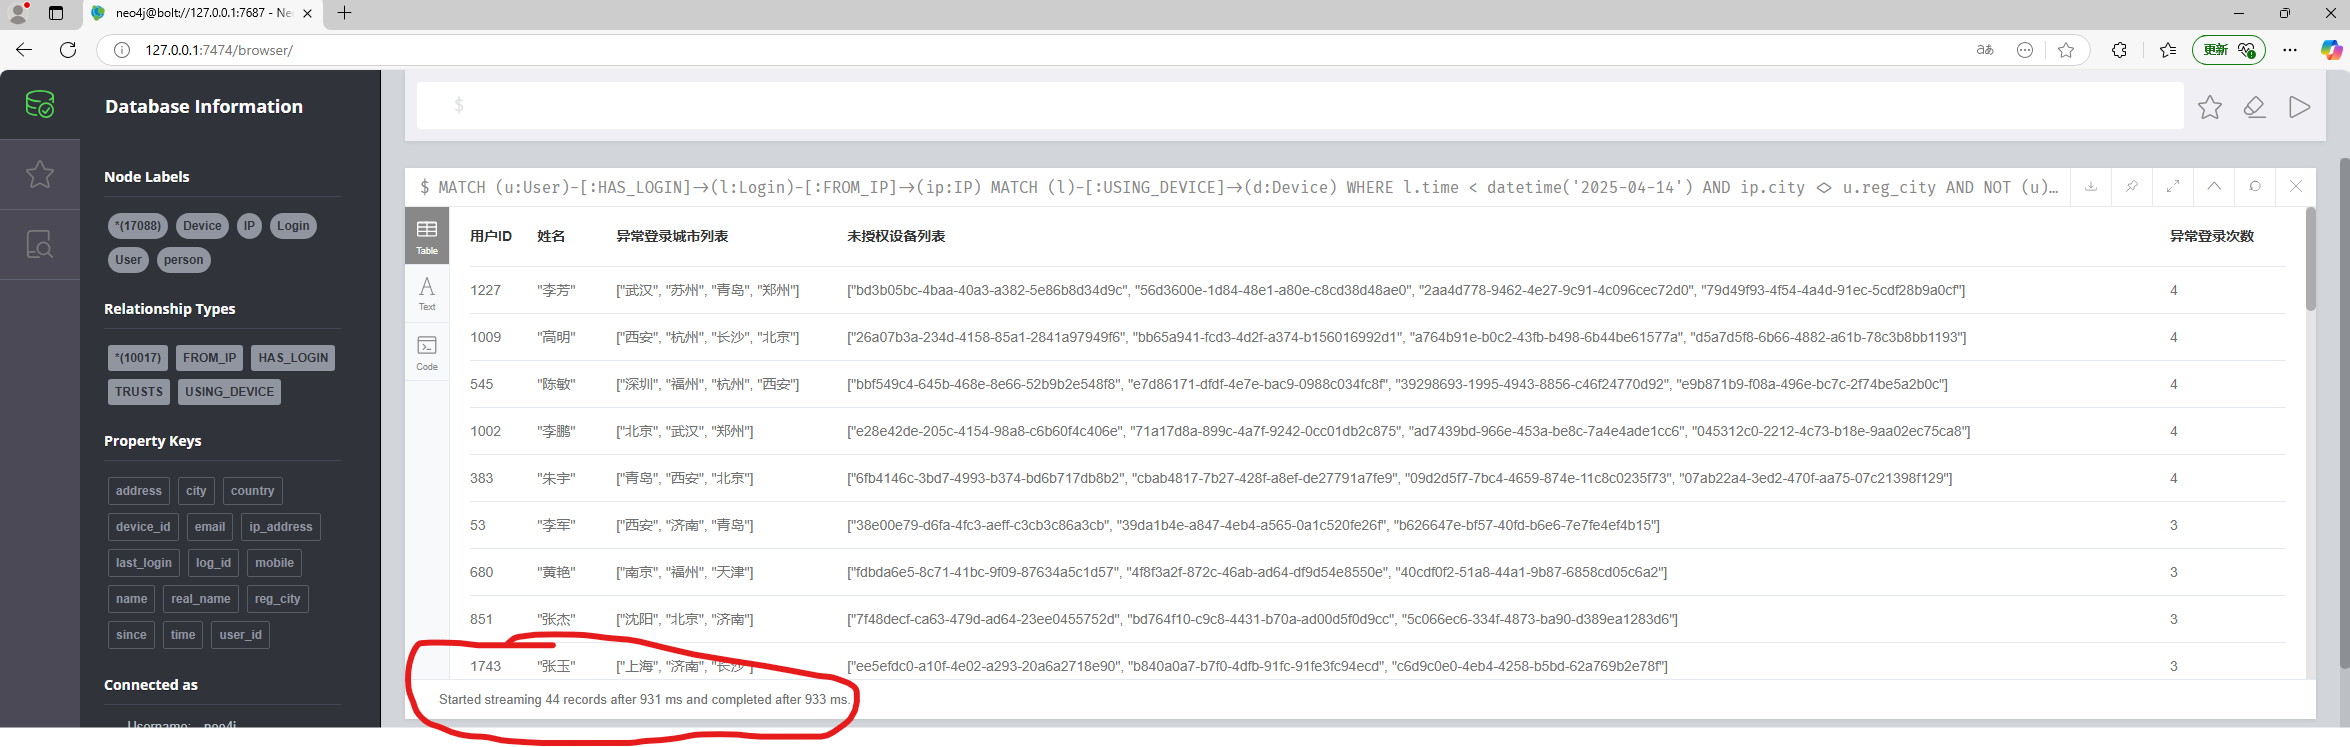 neo4j@bolt://127.0.0.1:7687 - Ne
127.0.0.1:7474/browser/
aあ
更新
Database Information
$
Node Labels
*(17088) Device IP Login
User person
Relationship Types
*(10017) FROM_IP HAS_LOGIN
TRUSTS USING_DEVICE
Property Keys
address city country
device_id email ip_address
last_login log_id mobile
name real_name reg_city
since time user_id
Connected as
Username: neo4j
$ MATCH (u:User)-[:HAS_LOGIN]→(l:Login)-[:FROM_IP]→(ip:IP) MATCH (l)-[:USING_DEVICE]→(d:Device) WHERE l.time < datetime('2025-04-14') AND ip.city <> u.reg_city AND NOT (u)…
Table
Text
Code
用户ID 姓名 异常登录城市列表 未授权设备列表 异常登录次数
1227 "李芳" ["武汉", "苏州", "青岛", "郑州"] ["bd3b05bc-4baa-40a3-a382-5e86b8d34d9c", "56d3600e-1d84-48e1-a80e-c8cd38d48ae0", "2aa4d778-9462-4e27-9c91-4c096cec72d0", "79d49f93-4f54-4a4d-91ec-5cdf28b9a0cf"] 4
1009 "高明" ["西安", "杭州", "长沙", "北京"] ["26a07b3a-234d-4158-85a1-2841a97949f6", "bb65a941-fcd3-4d2f-a374-b156016992d1", "a764b91e-b0c2-43fb-b498-6b44be61577a", "d5a7d5f8-6b66-4882-a61b-78c3b8bb1193"] 4
545 "陈敏" ["深圳", "福州", "杭州", "西安"] ["bbf549c4-645b-468e-8e66-52b9b2e548f8", "e7d86171-dfdf-4e7e-bac9-0988c034fc8f", "39298693-1995-4943-8856-c46f24770d92", "e9b871b9-f08a-496e-bc7c-2f74be5a2b0c"] 4
1002 "李鹏" ["北京", "武汉", "郑州"] ["e28e42de-205c-4154-98a8-c6b60f4c406e", "71a17d8a-899c-4a7f-9242-0cc01db2c875", "ad7439bd-966e-453a-be8c-7a4e4ade1cc6", "045312c0-2212-4c73-b18e-9aa02ec75ca8"] 4
383 "朱宇" ["青岛", "西安", "北京"] ["6fb4146c-3bd7-4993-b374-bd6b717db8b2", "cbab4817-7b27-428f-a8ef-de27791a7fe9", "09d2d5f7-7bc4-4659-874e-11c8c0235f73", "07ab22a4-3ed2-470f-aa75-07c21398f129"] 4
53 "李军" ["西安", "济南", "青岛"] ["38e00e79-d6fa-4fc3-aeff-c3cb3c86a3cb", "39da1b4e-a847-4eb4-a565-0a1c520fe26f", "b626647e-bf57-40fd-b6e6-7e7fe4ef4b15"] 3
680 "黄艳" ["南京", "福州", "天津"] ["fdbda6e5-8c71-41bc-9f09-87634a5c1d57", "4f8f3a2f-872c-46ab-ad64-df9d54e8550e", "40cdf0f2-51a8-44a1-9b87-6858cd05c6a2"] 3
851 "张杰" ["沈阳", "北京", "济南"] ["7f48decf-ca63-479d-ad64-23ee0455752d", "bd764f10-c9c8-4431-b70a-ad00d5f0d9cc", "5c066ec6-334f-4873-ba90-d389ea1283d6"] 3
1743 "张玉" ["上海", "济南", "长沙"] ["ee5efdc0-a10f-4e02-a293-20a6a2718e90", "b840a0a7-b7f0-4dfb-91fc-91fe3fc94ecd", "c6d9c0e0-4eb4-4258-b5bd-62a769b2e78f"] 3
Started streaming 44 records after 931 ms and completed after 933 ms.